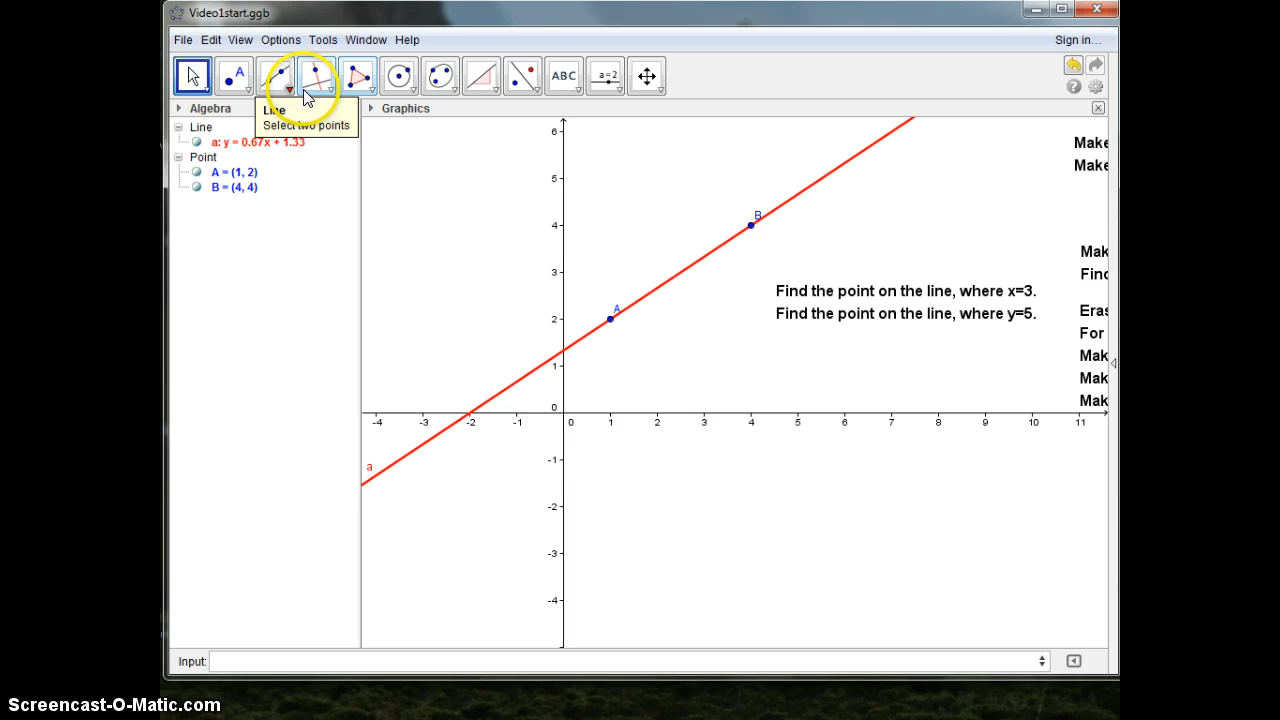 Video1start.ggb
File Edit View Options Tools Window Help Sign in...
A ABC a=2
Algebra Graphics
Line
Select two points
Line
a: y = 0.67x + 1.33
Point
A = (1, 2)
B = (4, 4)
6
5
4
3
2
1
0
-1
-2
-3
-4
-4 -3 -2 -1 0 1 2 3 4 5 6 7 8 9 10 11
B
A
a
Find the point on the line, where x=3.
Find the point on the line, where y=5.
Make
Make
Mak
Find
Eras
For
Mak
Mak
Mak
Input:
Screencast-O-Matic.com